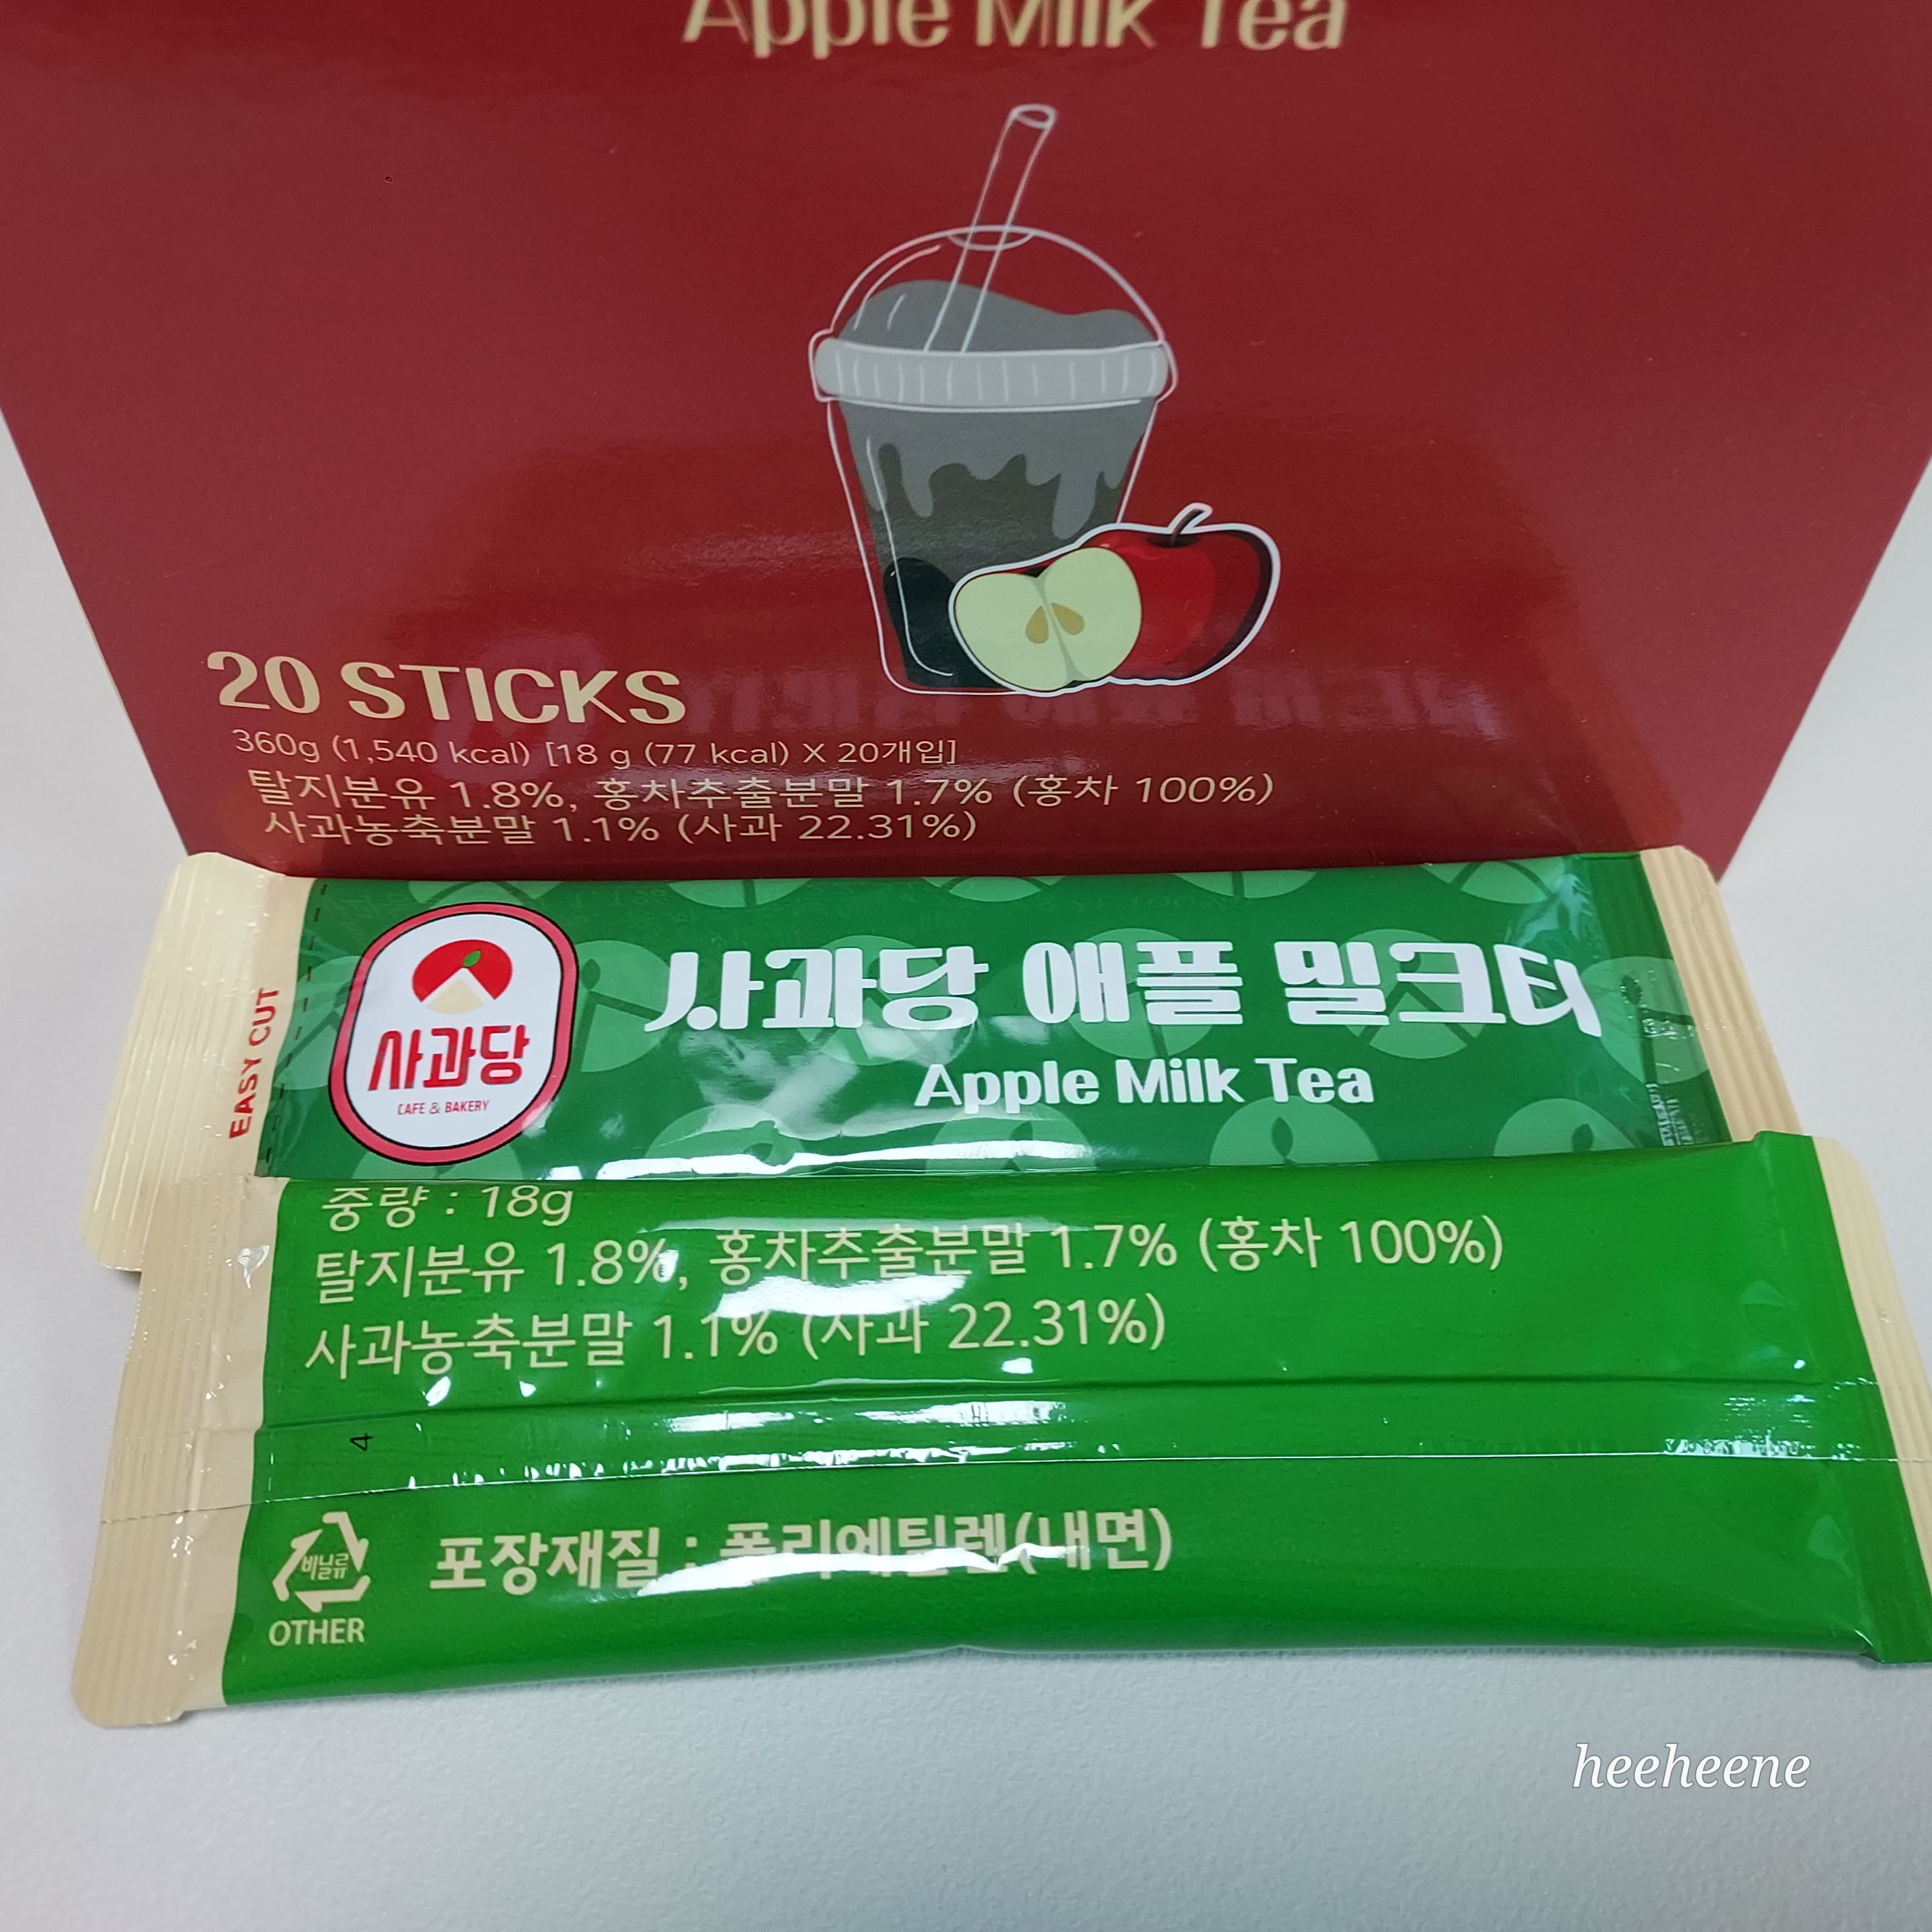 Apple Milk Tea
20 STICKS
360g (1,540 kcal) [18 g (77 kcal) X 20개입]
탈지분유 1.8%, 홍차추출분말 1.7% (홍차 100%)
사과농축분말 1.1% (사과 22.31%)
EASY CUT
사과당
CAFE & BAKERY
사과당 애플 밀크티
Apple Milk Tea
중량 : 18g
탈지분유 1.8%, 홍차추출분말 1.7% (홍차 100%)
사과농축분말 1.1% (사과 22.31%)
4
비닐류
OTHER
포장재질 : 폴리에틸렌(내면)
heeheene